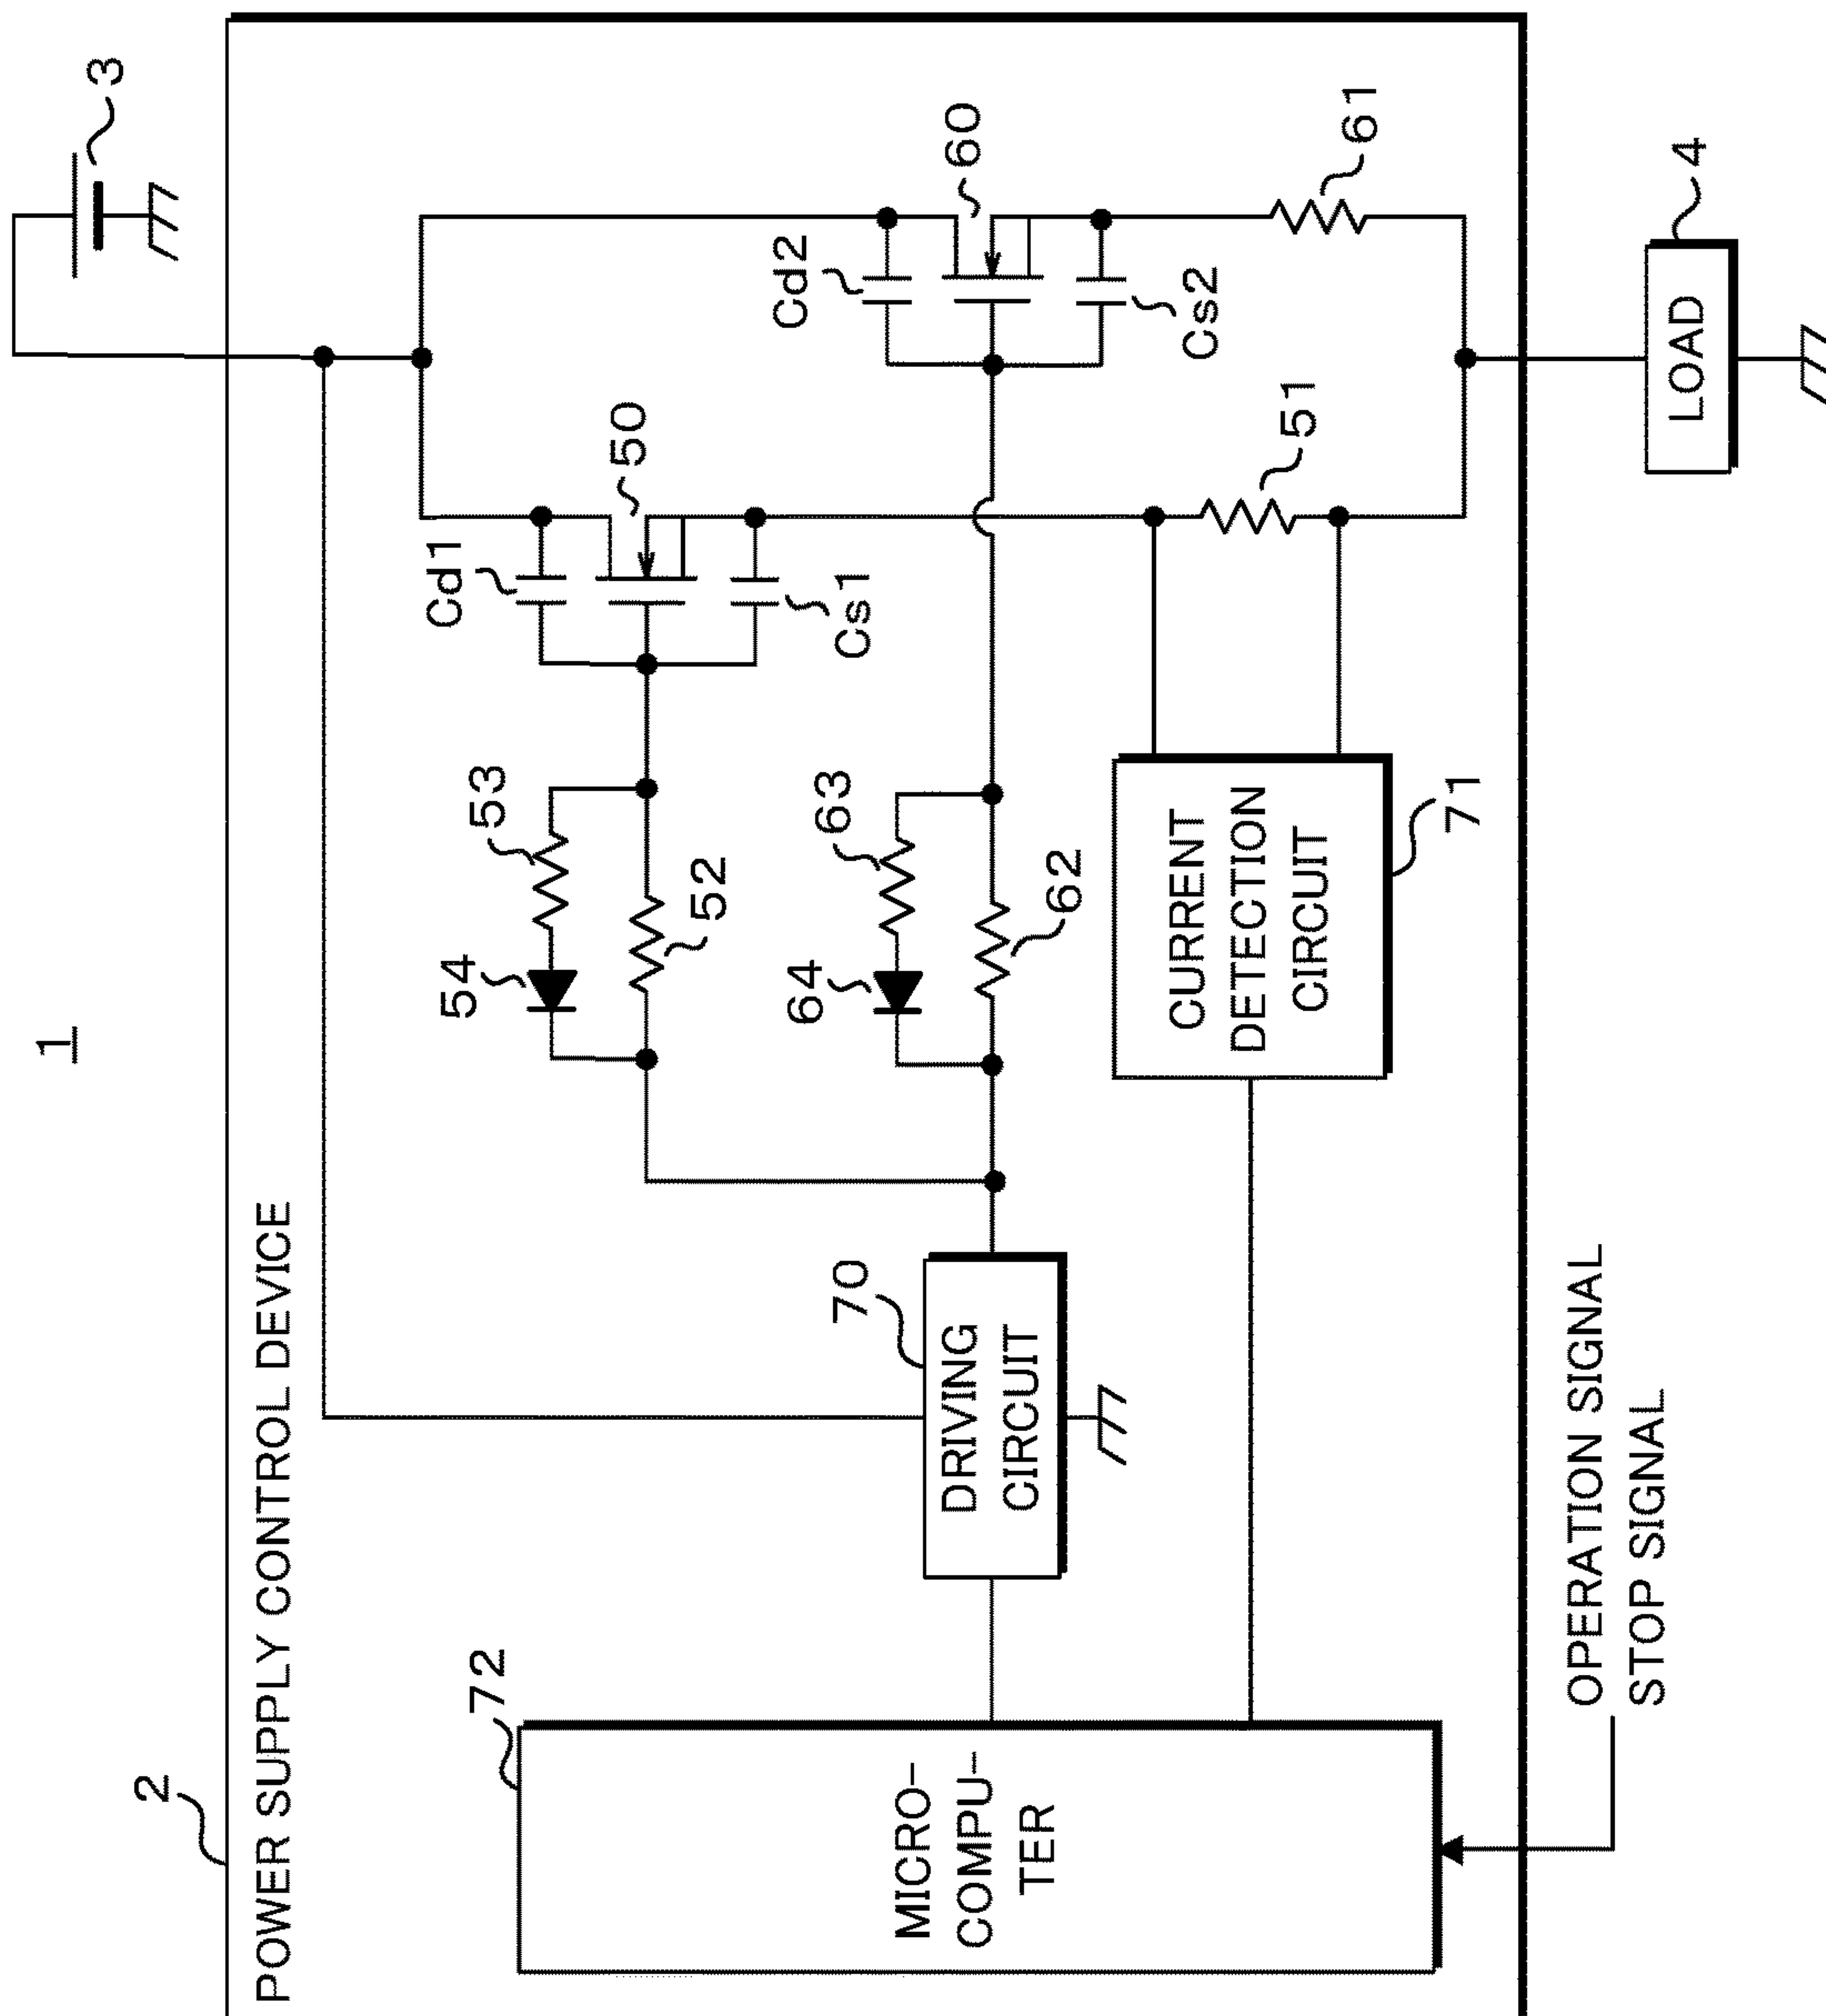 1
2
POWER SUPPLY CONTROL DEVICE
3
72
MICRO-
COMPU-
TER
70
DRIVING
CIRCUIT
54
53
52
64
63
62
Cd1
50
Cs1
Cd2
60
Cs2
CURRENT
DETECTION
CIRCUIT
71
51
61
OPERATION SIGNAL
STOP SIGNAL
LOAD
4